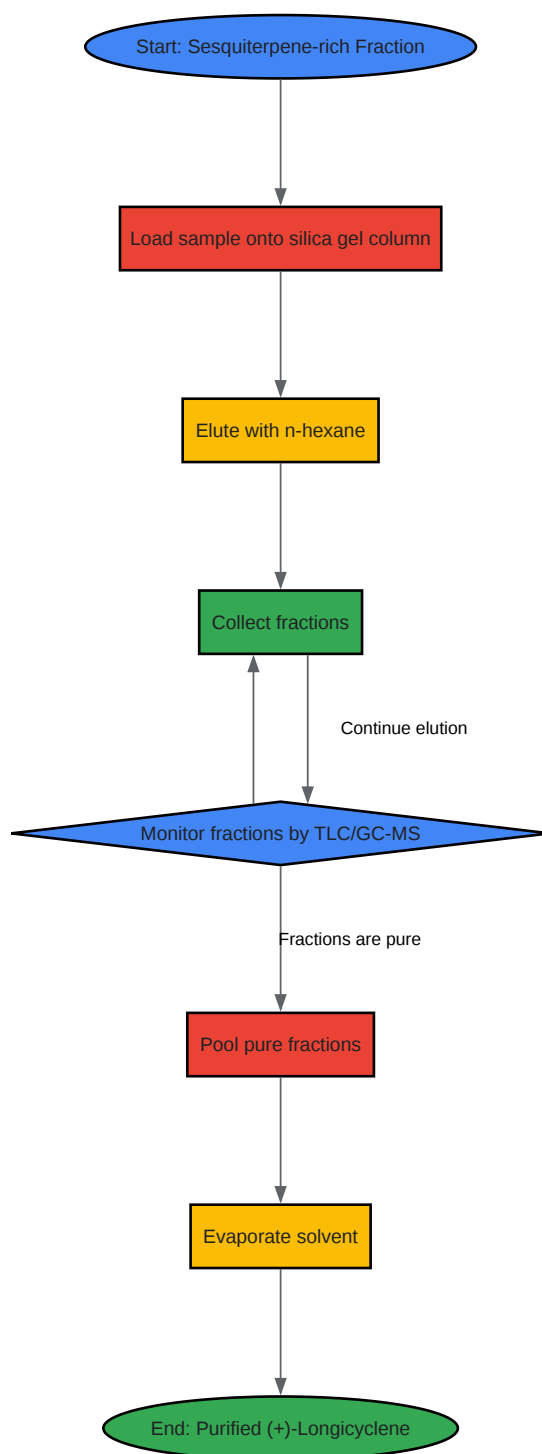 Start: Sesquiterpene-rich Fraction
Load sample onto silica gel column
Elute with n-hexane
Collect fractions
Continue elution
Monitor fractions by TLC/GC-MS
Fractions are pure
Pool pure fractions
Evaporate solvent
End: Purified (+)-Longicyclene